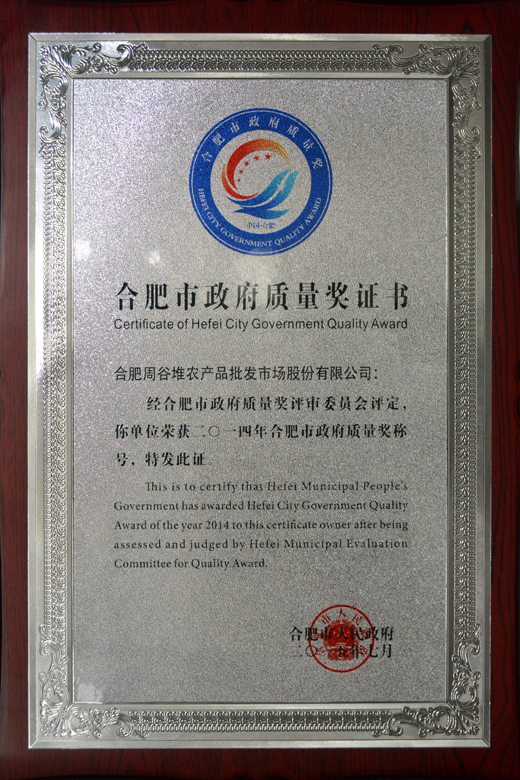 合肥市政府质量奖
中国·合肥
HEFEI CITY GOVERNMENT QUALITY AWARD
合肥市政府质量奖证书
Certificate of Hefei City Government Quality Award
合肥周谷堆农产品批发市场股份有限公司：
经合肥市政府质量奖评审委员会评定，
你单位荣获二〇一四年合肥市政府质量奖称
号，特发此证
This is to certify that Hefei Municipal People's
Government has awarded Hefei City Government Quality
Award of the year 2014 to this certificate owner after being
assessed and judged by Hefei Municipal Evaluation
Committee for Quality Award.
合肥市人民政府
二〇一五年七月